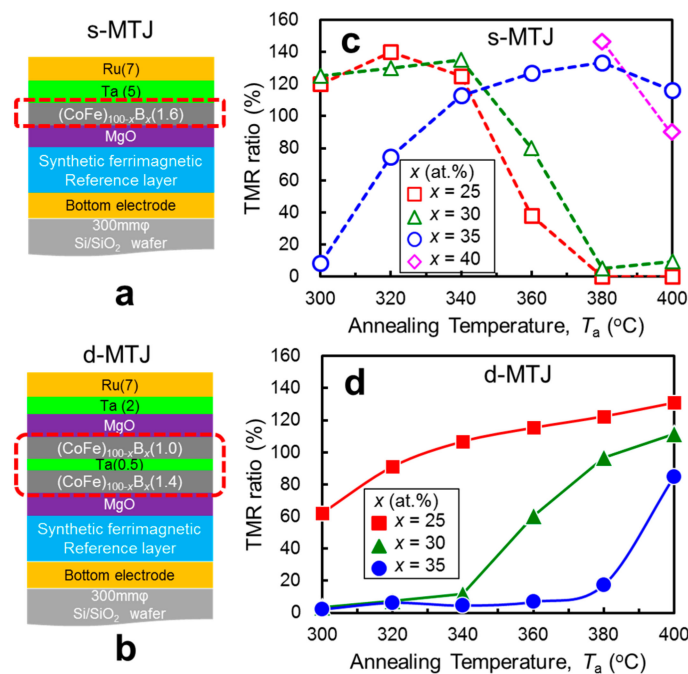 s-MTJ
a
Ru(7)
Ta (5)
(CoFe)100-xBx(1.6)
MgO
Synthetic ferrimagnetic
Reference layer
Bottom electrode
300mmφ
Si/SiO2 wafer
c
s-MTJ
TMR ratio (%)
160
140
120
100
80
60
40
20
0
x (at.%)
x = 25
x = 30
x = 35
x = 40
300 320 340 360 380 400
Annealing Temperature, Ta (oC)
d-MTJ
b
Ru(7)
Ta (2)
MgO
(CoFe)100-xBx(1.0)
Ta(0.5)
(CoFe)100-xBx(1.4)
MgO
Synthetic ferrimagnetic
Reference layer
Bottom electrode
300mmφ
Si/SiO2 wafer
d
d-MTJ
TMR ratio (%)
160
140
120
100
80
60
40
20
0
x (at.%)
x = 25
x = 30
x = 35
300 320 340 360 380 400
Annealing Temperature, Ta (oC)